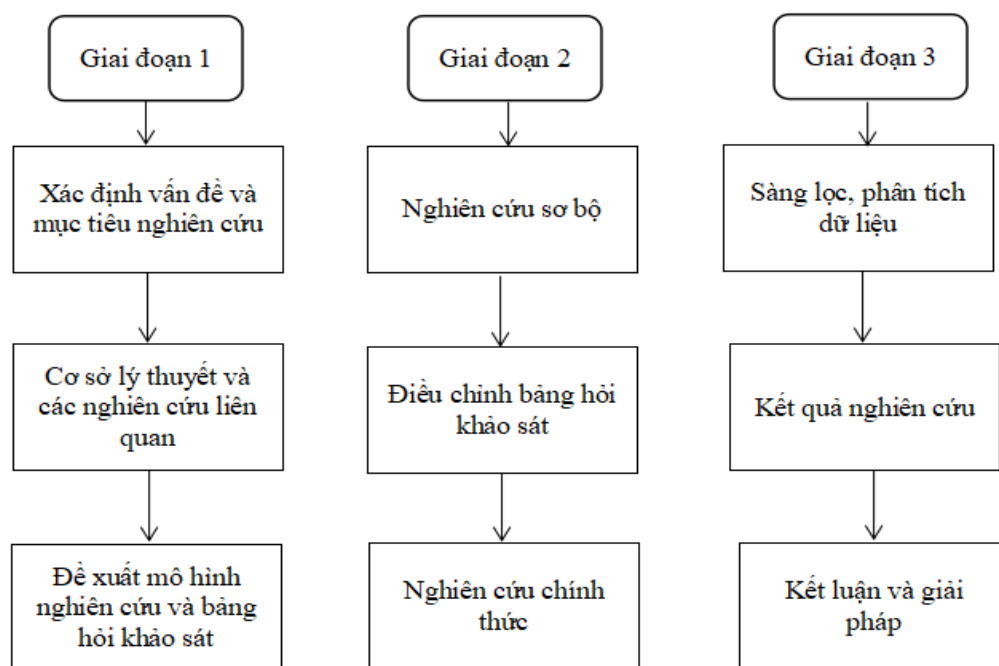 Giai đoạn 1
Xác định vấn đề và
mục tiêu nghiên cứu
Cơ sở lý thuyết và
các nghiên cứu liên
quan
Đề xuất mô hình
nghiên cứu và bảng
hỏi khảo sát
Giai đoạn 2
Nghiên cứu sơ bộ
Điều chỉnh bảng hỏi
khảo sát
Nghiên cứu chính
thức
Giai đoạn 3
Sàng lọc, phân tích
dữ liệu
Kết quả nghiên cứu
Kết luận và giải
pháp